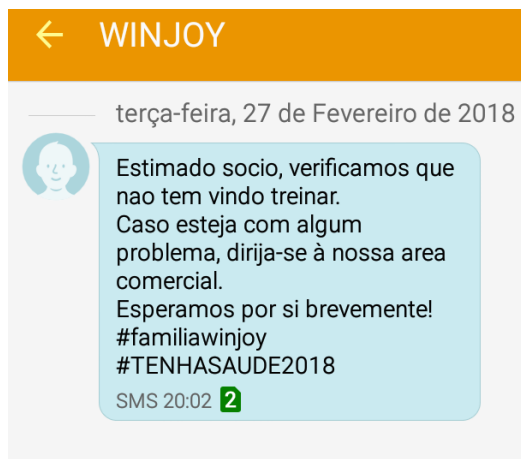 WINJOY
terça-feira, 27 de Fevereiro de 2018
Estimado socio, verificamos que
nao tem vindo treinar.
Caso esteja com algum
problema, dirija-se à nossa area
comercial.
Esperamos por si brevemente!
#familiawinjoy
#TENHASAUDE2018
SMS 20:02 2